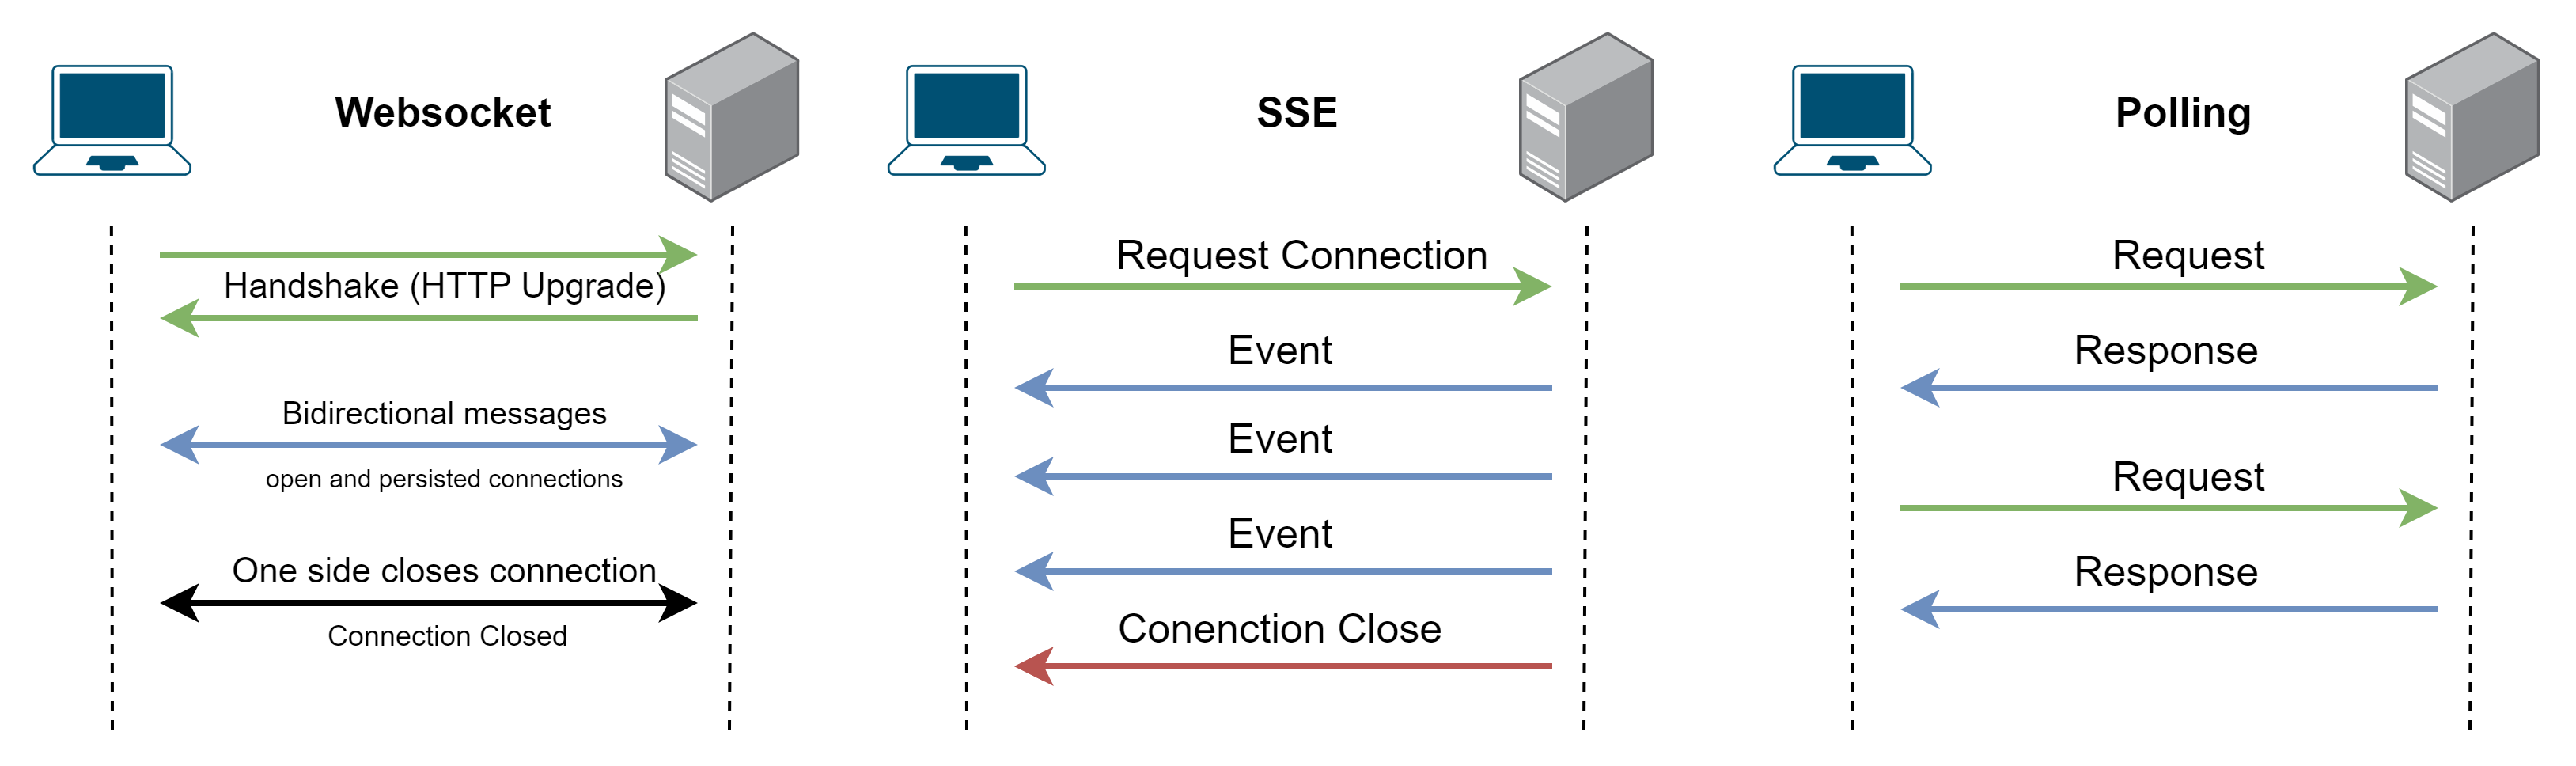 Websocket
Handshake (HTTP Upgrade)
Bidirectional messages
open and persisted connections
One side closes connection
Connection Closed
SSE
Request Connection
Event
Event
Event
Conenction Close
Polling
Request
Response
Request
Response